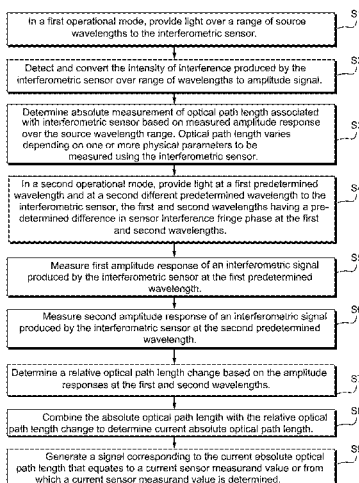 In a first operational mode, provide light over a range of source
wavelengths to the interferometric sensor.
Detect and convert the intensity of interference produced by the
interferometric sensor over range of wavelengths to amplitude signal.
Determine absolute measurement of optical path length associated
with interferometric sensor based on measured amplitude response
over the source wavelength range. Optical path length varies
depending on one or more physical parameters to be
measured using the interferometric sensor.
In a second operational mode, provide light at a first predetermined
wavelength and at a second different predetermined wavelength to the
interferometric sensor, the first and second wavelengths having a pre-
determined difference in sensor interference fringe phase at the first
and second wavelengths.
Measure first amplitude response of an interferometric signal
produced by the interferometric sensor at the first predetermined
wavelength.
Measure second amplitude response of an interferometric signal
produced by the interferometric sensor at the second predetermined
wavelength.
Determine a relative optical path length change based on the amplitude
responses at the first and second wavelengths.
Combine the absolute optical path length with the relative optical
path length change to determine current absolute optical path length.
Generate a signal corresponding to the current absolute optical
path length that equates to a current sensor measurand value or from
which a current sensor measurand value is determined.